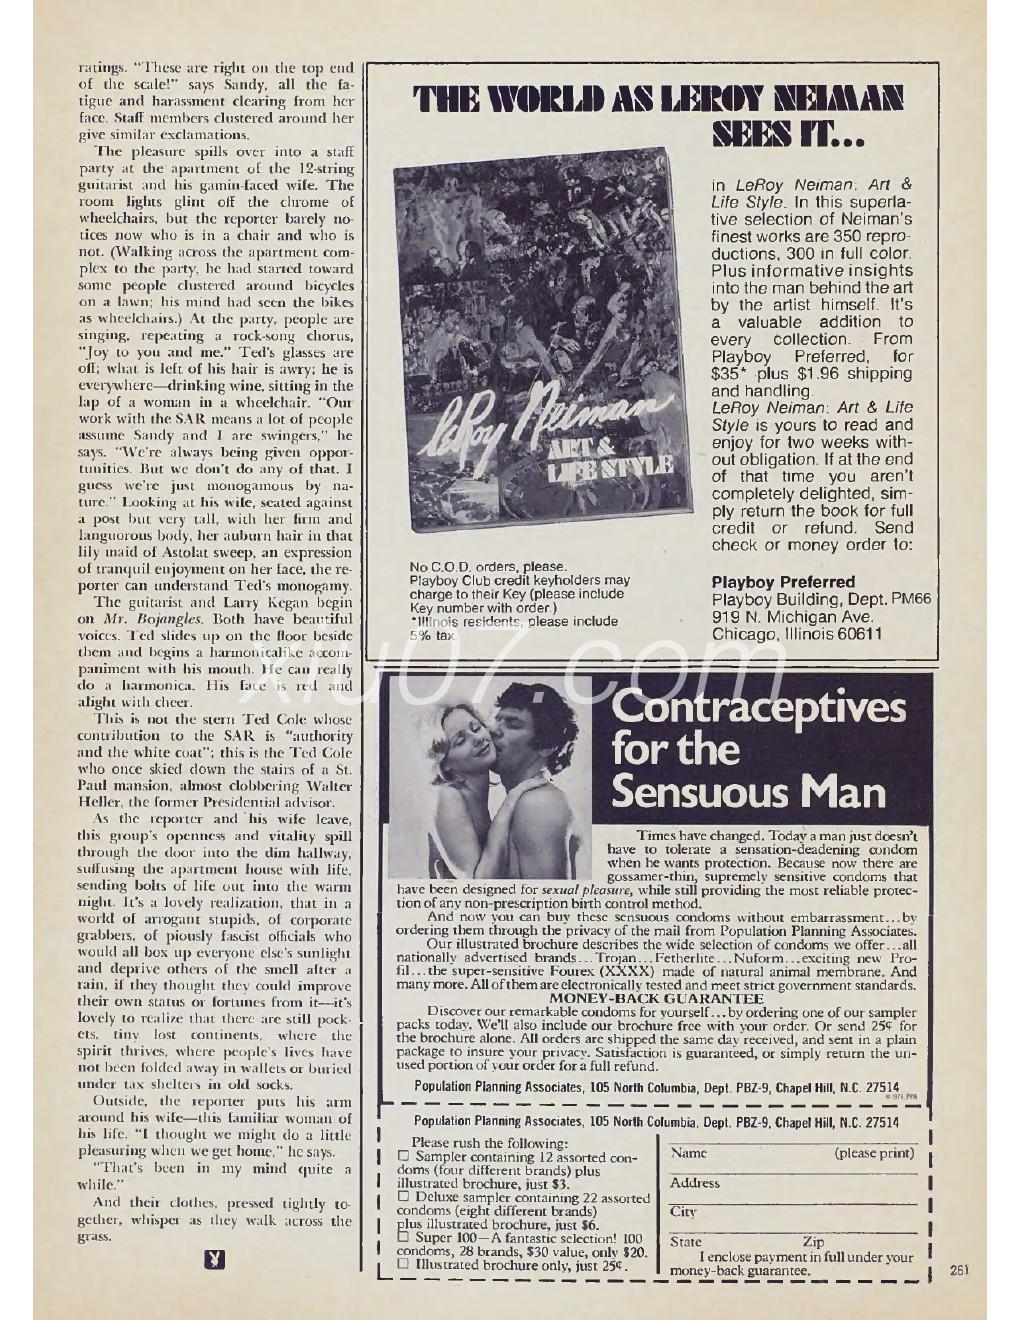 ratings. "These are right on the top end
of the scale!" says Sandy, all the fa-
tigue and harassment clearing from her
face. Staff members clustered around her
give similar exclamations.
The pleasure spills over into a staff
party at the apartment of the 12-string
guitarist and his gamin-faced wife. The
room lights glint off the chrome of
wheelchairs, but the reporter barely no-
tices now who is in a chair and who is
not. (Walking across the apartment com-
plex to the party, he had started toward
some people clustered around bicycles
on a lawn; his mind had seen the bikes
as wheelchairs.) At the party, people are
singing, repeating a rock-song chorus,
"Joy to you and me." Ted's glasses are
off; what is left of his hair is awry; he is
everywhere—drinking wine, sitting in the
lap of a woman in a wheelchair. "Our
work with the SAR means a lot of people
assume Sandy and I are swingers," he
says. "We're always being given oppor-
tunities. But we don't do any of that. I
guess we're just monogamous by na-
ture." Looking at his wife, seated against
a post but very tall, with her firm and
languorous body, her auburn hair in that
lily maid of Astolat sweep, an expression
of tranquil enjoyment on her face, the re-
porter can understand Ted's monogamy.
The guitarist and Larry Kegan begin
on Mr. Bojangles. Both have beautiful
voices. Ted slides up on the floor beside
them and begins a harmonicalike accom-
paniment with his mouth. He can really
do a harmonica. His face is red and
alight with cheer.
This is not the stern Ted Cole whose
contribution to the SAR is "authority
and the white coat"; this is the Ted Cole
who once skied down the stairs of a St.
Paul mansion, almost clobbering Walter
Heller, the former Presidential advisor.
As the reporter and his wife leave,
this group's openness and vitality spill
through the door into the dim hallway,
suffusing the apartment house with life,
sending bolts of life out into the warm
night. It's a lovely realization, that in a
world of arrogant stupids, of corporate
grabbers, of piously fascist officials who
would all box up everyone else's sunlight
and deprive others of the smell after a
rain, if they thought they could improve
their own status or fortunes from it—it's
lovely to realize that there are still pock-
ets, tiny lost continents, where the
spirit thrives, where people's lives have
not been folded away in wallets or buried
under tax shelters in old socks.
Outside, the reporter puts his arm
around his wife—this familiar woman of
his life. "I thought we might do a little
pleasuring when we get home," he says.
"That's been in my mind quite a
while."
And their clothes, pressed tightly to-
gether, whisper as they walk across the
grass.
THE WORLD AS LEROY NEIMAN
SEES IT...
leRoy Neiman
ART &
LIFE STYLE
in LeRoy Neiman: Art &
Life Style. In this superla-
tive selection of Neiman's
finest works are 350 repro-
ductions, 300 in full color.
Plus informative insights
into the man behind the art
by the artist himself. It's
a valuable addition to
every collection. From
Playboy Preferred, for
$35* plus $1.96 shipping
and handling.
LeRoy Neiman: Art & Life
Style is yours to read and
enjoy for two weeks with-
out obligation. If at the end
of that time you aren't
completely delighted, sim-
ply return the book for full
credit or refund. Send
check or money order to:
Playboy Preferred
Playboy Building, Dept. PM66
919 N. Michigan Ave.
Chicago, Illinois 60611
No C.O.D. orders, please.
Playboy Club credit keyholders may
charge to their Key (please include
Key number with order.)
*Illinois residents, please include
5% tax.
xiu07.com
Contraceptives
for the
Sensuous Man
Times have changed. Today a man just doesn't
have to tolerate a sensation-deadening condom
when he wants protection. Because now there are
gossamer-thin, supremely sensitive condoms that
have been designed for sexual pleasure, while still providing the most reliable protec-
tion of any non-prescription birth control method.
And now you can buy these sensuous condoms without embarrassment...by
ordering them through the privacy of the mail from Population Planning Associates.
Our illustrated brochure describes the wide selection of condoms we offer...all
nationally advertised brands...Trojan...Fetherlite...Nuform...exciting new Pro-
fil...the super-sensitive Fourex (XXXX) made of natural animal membrane. And
many more. All of them are electronically tested and meet strict government standards.
MONEY-BACK GUARANTEE
Discover our remarkable condoms for yourself...by ordering one of our sampler
packs today. We'll also include our brochure free with your order. Or send 25¢ for
the brochure alone. All orders are shipped the same day received, and sent in a plain
package to insure your privacy. Satisfaction is guaranteed, or simply return the un-
used portion of your order for a full refund.
Population Planning Associates, 105 North Columbia, Dept. PBZ-9, Chapel Hill, N.C. 27514
© 1974, PPA
Population Planning Associates, 105 North Columbia, Dept. PBZ-9, Chapel Hill, N.C. 27514
Please rush the following:
☐ Sampler containing 12 assorted con-
doms (four different brands) plus
illustrated brochure, just $3.
☐ Deluxe sampler containing 22 assorted
condoms (eight different brands)
plus illustrated brochure, just $6.
☐ Super 100—A fantastic selection! 100
condoms, 28 brands, $30 value, only $20.
☐ Illustrated brochure only, just 25¢.
Name (please print)
Address
City
State Zip
I enclose payment in full under your
money-back guarantee.
261